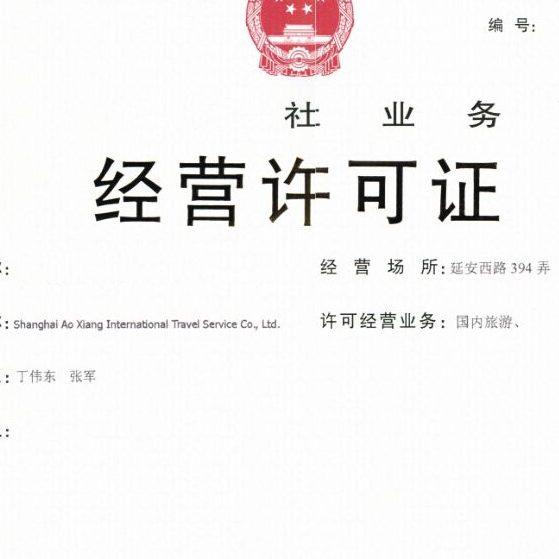 编 号：
社 业 务
经营许可证
经 营 场 所：延安西路 394 弄
Shanghai Ao Xiang International Travel Service Co., Ltd.
许可经营业务： 国内旅游、
丁伟东 张军